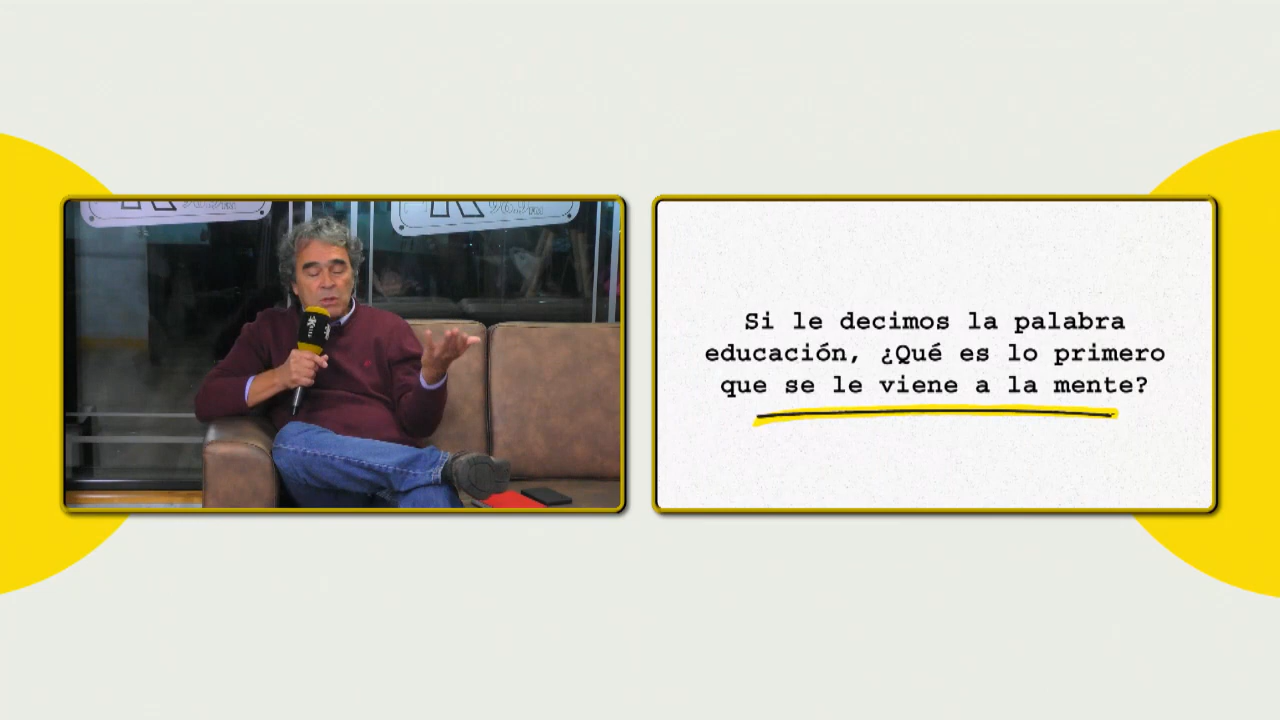 Si le decimos la palabra
educación, ¿Qué es lo primero
que se le viene a la mente?